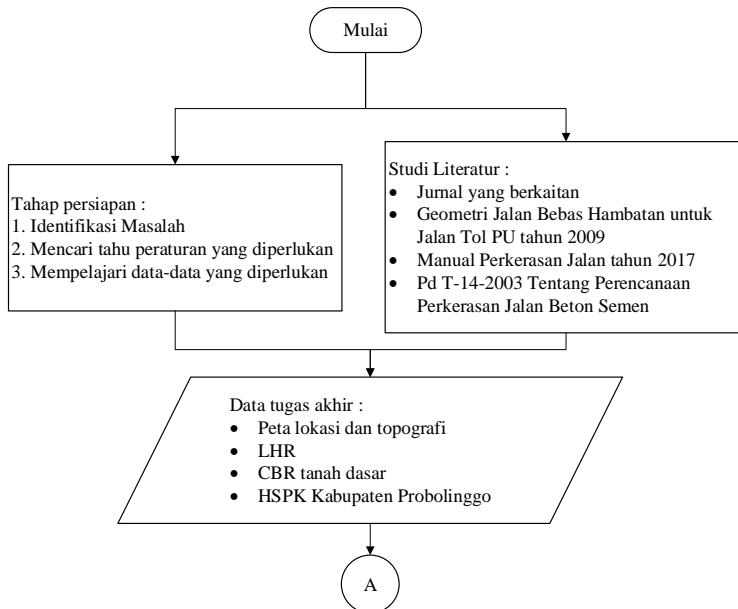 Mulai
Tahap persiapan :
1. Identifikasi Masalah
2. Mencari tahu peraturan yang diperlukan
3. Mempelajari data-data yang diperlukan
Studi Literatur :
• Jurnal yang berkaitan
• Geometri Jalan Bebas Hambatan untuk
Jalan Tol PU tahun 2009
• Manual Perkerasan Jalan tahun 2017
• Pd T-14-2003 Tentang Perencanaan
Perkerasan Jalan Beton Semen
Data tugas akhir :
• Peta lokasi dan topografi
• LHR
• CBR tanah dasar
• HSPK Kabupaten Probolinggo
A